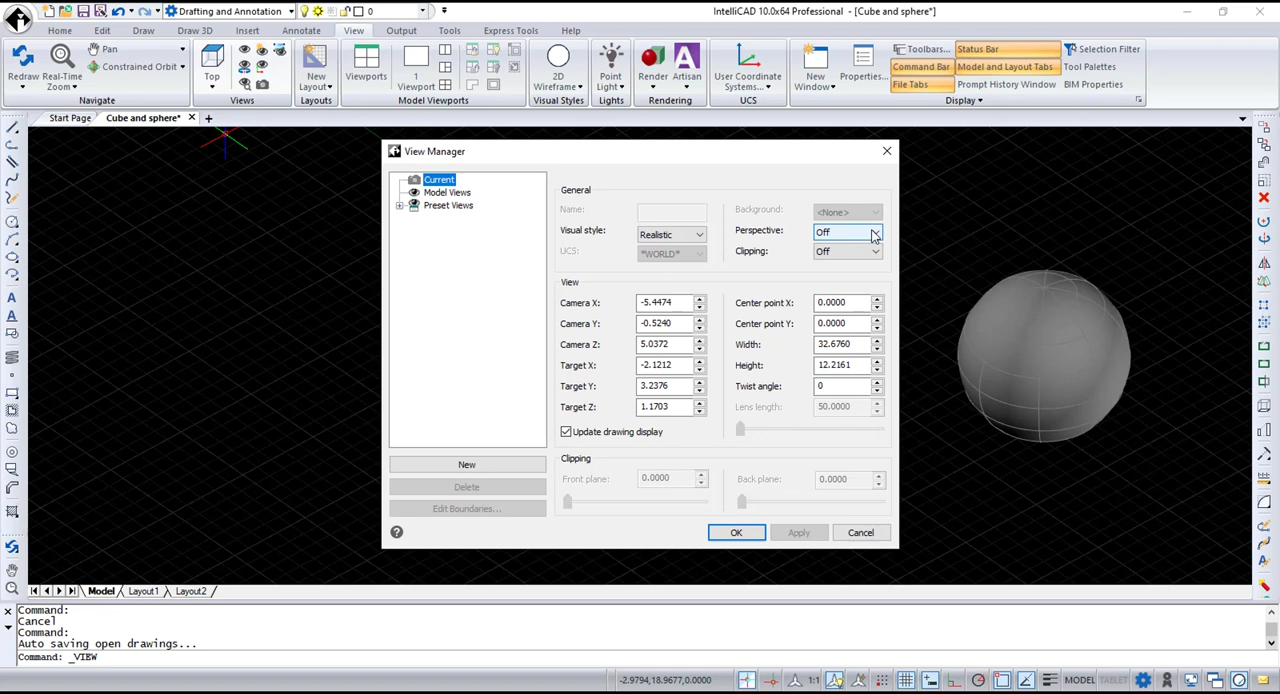 Drafting and Annotation
0
IntelliCAD 10.0x64 Professional - [Cube and sphere*]
Home Edit Draw Draw 3D Insert Annotate View Output Tools Express Tools Help
Redraw
Real-Time
Zoom
Pan
Constrained Orbit
Navigate
Top
Views
New
Layout
Layouts
Viewports
1
Viewport
Model Viewports
2D
Wireframe
Visual Styles
Point
Light
Lights
Render
Artisan
Rendering
User Coordinate
Systems...
UCS
New
Window
Properties...
Toolbars...
Status Bar
Selection Filter
Command Bar
Model and Layout Tabs
Tool Palettes
File Tabs
Prompt History Window
BIM Properties
Display
Start Page
Cube and sphere*
View Manager
Current
Model Views
Preset Views
New
Delete
Edit Boundaries...
General
Name:
Background: <None>
Visual style: Realistic
Perspective: Off
UCS: *WORLD*
Clipping: Off
View
Camera X: -5.4474
Center point X: 0.0000
Camera Y: -0.5240
Center point Y: 0.0000
Camera Z: 5.0372
Width: 32.6760
Target X: -2.1212
Height: 12.2161
Target Y: 3.2376
Twist angle: 0
Target Z: 1.1703
Lens length: 50.0000
Update drawing display
Clipping
Front plane: 0.0000
Back plane: 0.0000
OK
Apply
Cancel
Model Layout1 Layout2
Command:
Cancel
Command:
Auto saving open drawings...
Command: _VIEW
-2.9794,18.9677,0.0000
1:1
MODEL
TABLET